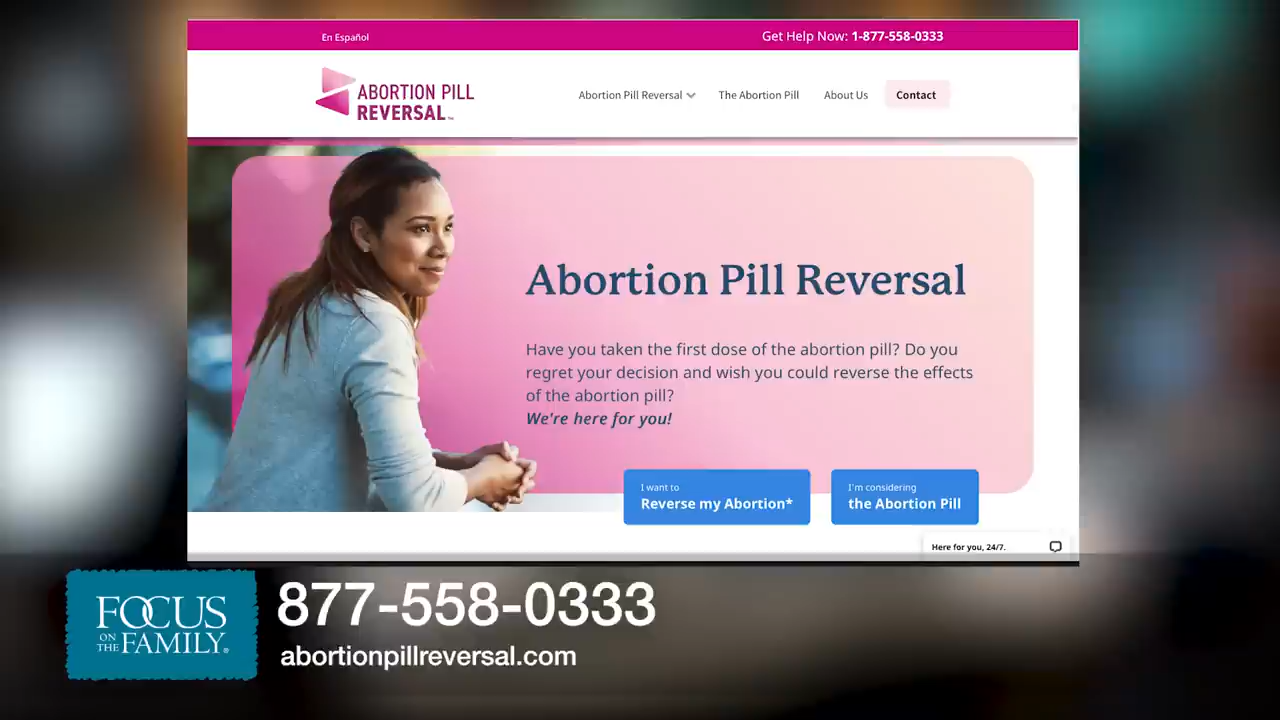 En Español
Get Help Now: 1-877-558-0333
ABORTION PILL
REVERSAL
Abortion Pill Reversal
The Abortion Pill
About Us
Contact
Abortion Pill Reversal
Have you taken the first dose of the abortion pill? Do you
regret your decision and wish you could reverse the effects
of the abortion pill?
We're here for you!
I want to
Reverse my Abortion*
I'm considering
the Abortion Pill
Here for you, 24/7.
FOCUS
ON THE FAMILY®
877-558-0333
abortionpillreversal.com